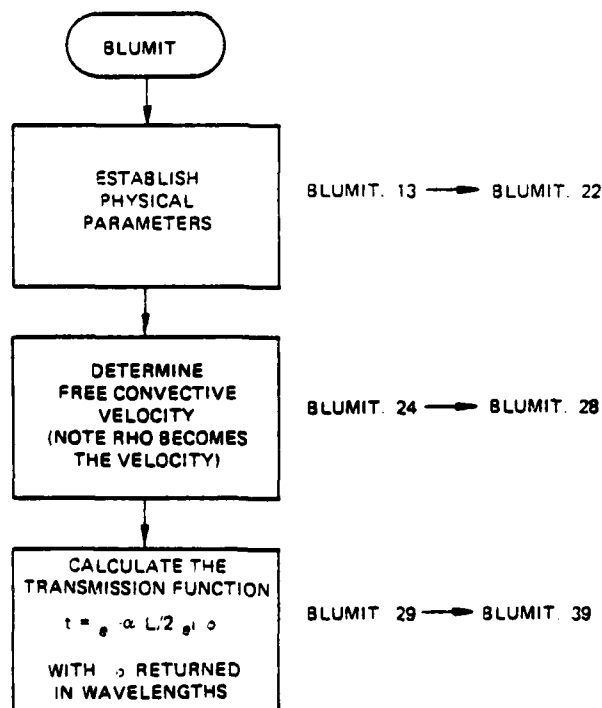 BLUMIT
ESTABLISH
PHYSICAL
PARAMETERS
BLUMIT. 13 → BLUMIT. 22
DETERMINE
FREE CONVECTIVE
VELOCITY
(NOTE RHO BECOMES
THE VELOCITY)
BLUMIT. 24 → BLUMIT. 28
CALCULATE THE
TRANSMISSION FUNCTION
t = e -α L/2 e
WITH RETURNED
IN WAVELENGTHS
BLUMIT 29 → BLUMIT. 39